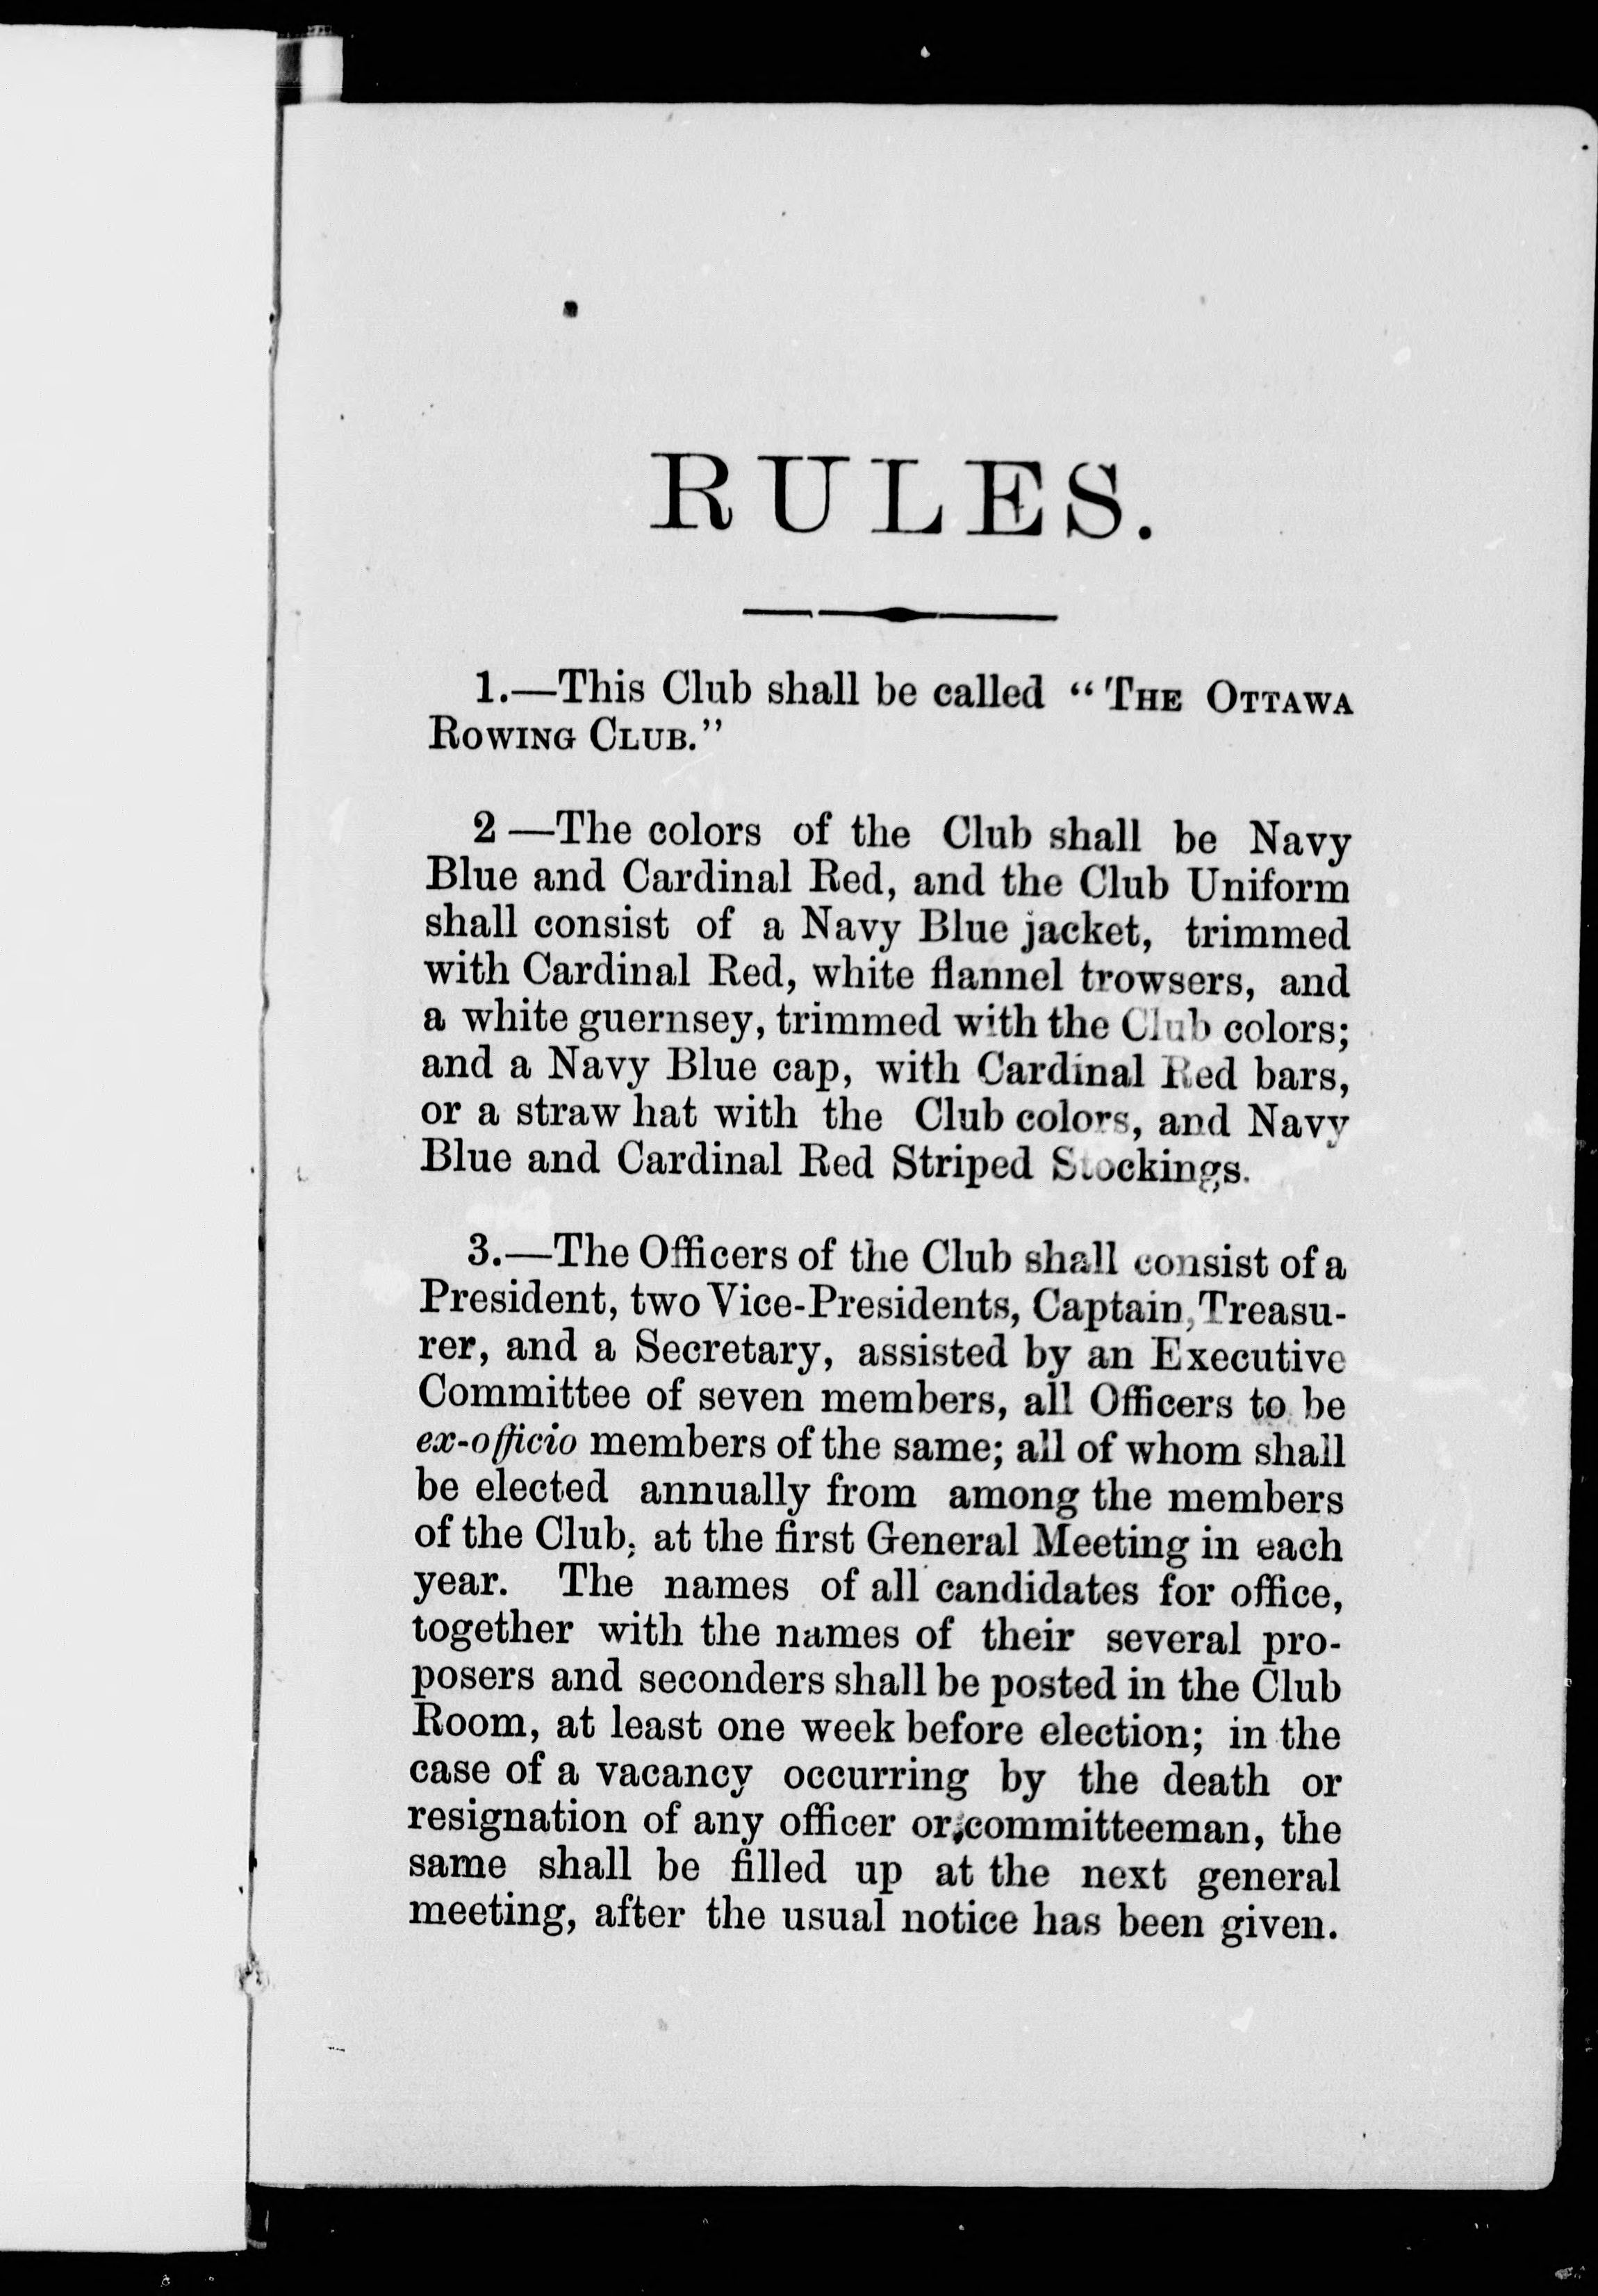 RULES.
1.—This Club shall be called “THE OTTAWA
ROWING CLUB.”
2 —The colors of the Club shall be Navy
Blue and Cardinal Red, and the Club Uniform
shall consist of a Navy Blue jacket, trimmed
with Cardinal Red, white flannel trowsers, and
a white guernsey, trimmed with the Club colors;
and a Navy Blue cap, with Cardinal Red bars,
or a straw hat with the Club colors, and Navy
Blue and Cardinal Red Striped Stockings.
3.—The Officers of the Club shall consist of a
President, two Vice-Presidents, Captain, Treasu-
rer, and a Secretary, assisted by an Executive
Committee of seven members, all Officers to be
ex-officio members of the same; all of whom shall
be elected annually from among the members
of the Club, at the first General Meeting in each
year. The names of all candidates for office,
together with the names of their several pro-
posers and seconders shall be posted in the Club
Room, at least one week before election; in the
case of a vacancy occurring by the death or
resignation of any officer or committeeman, the
same shall be filled up at the next general
meeting, after the usual notice has been given.